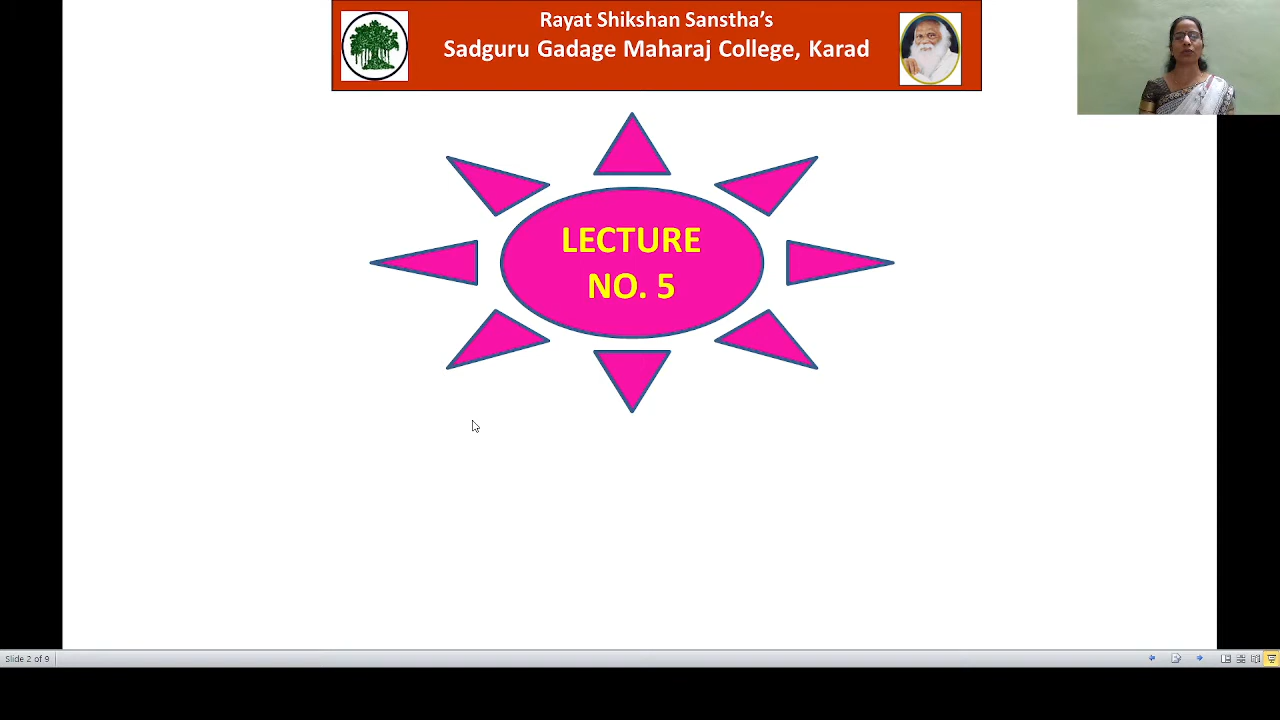 Rayat Shikshan Sanstha’s
Sadguru Gadage Maharaj College, Karad
LECTURE
NO. 5
Slide 2 of 9